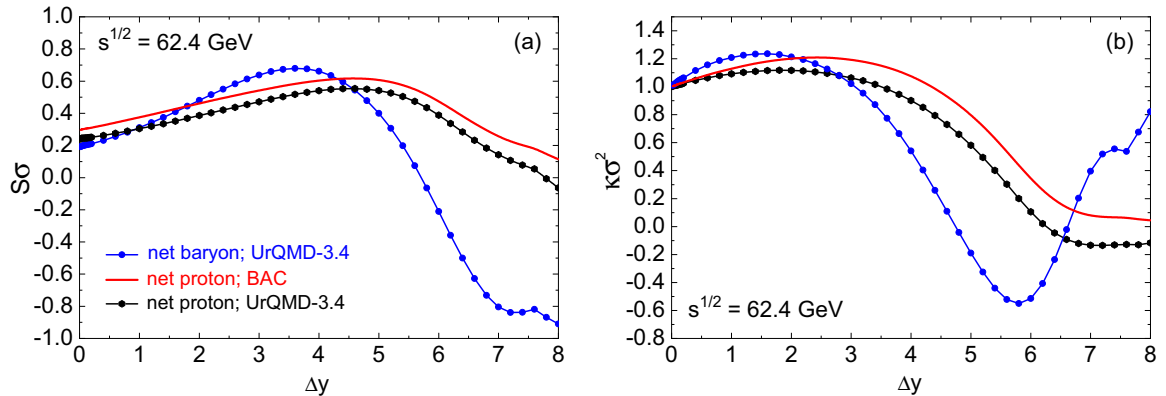 s^1/2 = 62.4 GeV
(a)
1.0
0.8
0.6
0.4
0.2
0.0
-0.2
-0.4
-0.6
-0.8
-1.0
Sσ
net baryon; UrQMD-3.4
net proton; BAC
net proton; UrQMD-3.4
0 1 2 3 4 5 6 7 8
Δy
(b)
1.4
1.2
1.0
0.8
0.6
0.4
0.2
0.0
-0.2
-0.4
-0.6
-0.8
κσ²
s^1/2 = 62.4 GeV
0 1 2 3 4 5 6 7 8
Δy